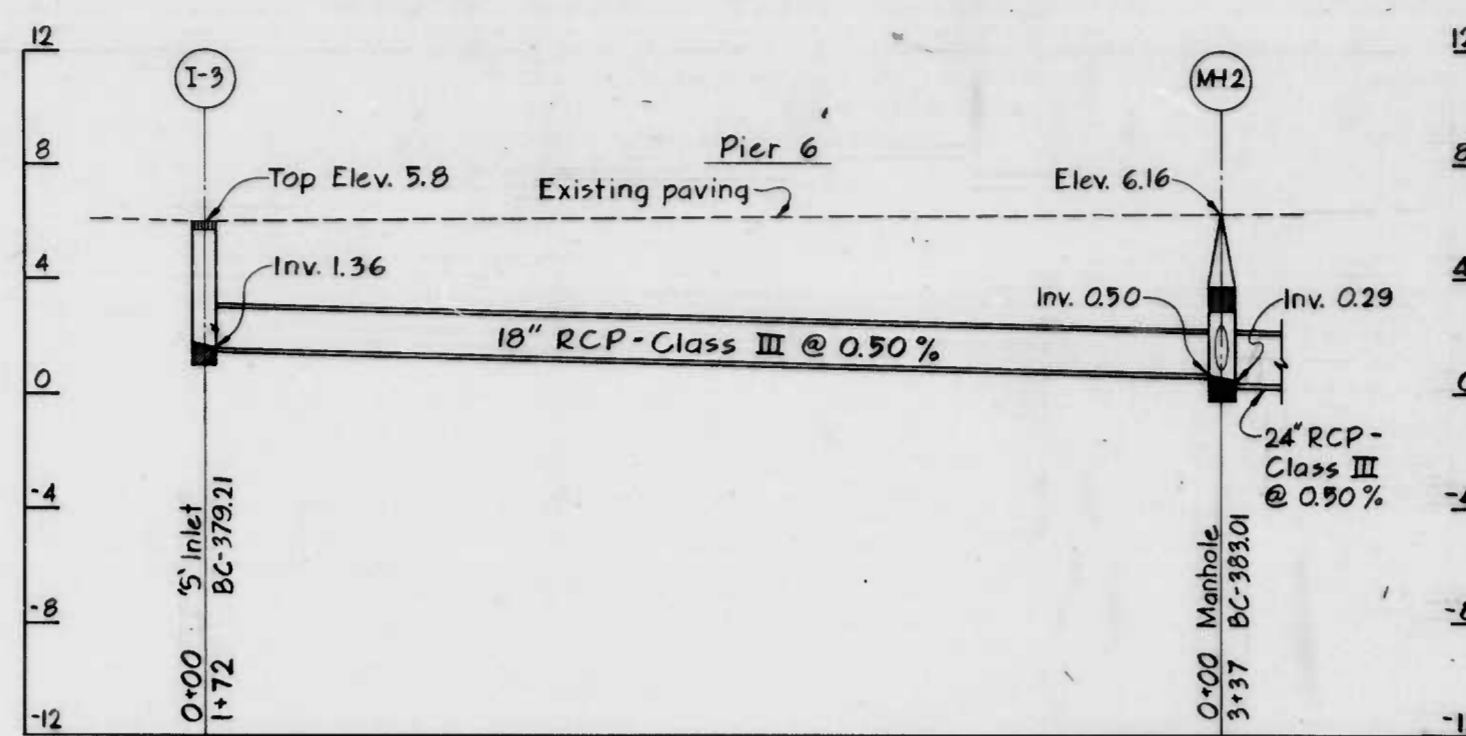 12
8
4
0
-4
-8
-12
I-3
Top Elev. 5.8
Inv. 1.36
Pier 6
Existing paving
18" RCP-Class III @ 0.50%
MH2
Elev. 6.16
Inv. 0.50
Inv. 0.29
24" RCP-
Class III
@ 0.50%
0+00 'S' Inlet
1+72 BC-379.21
0+00 Manhole
3+37 BC-383.01
8
0